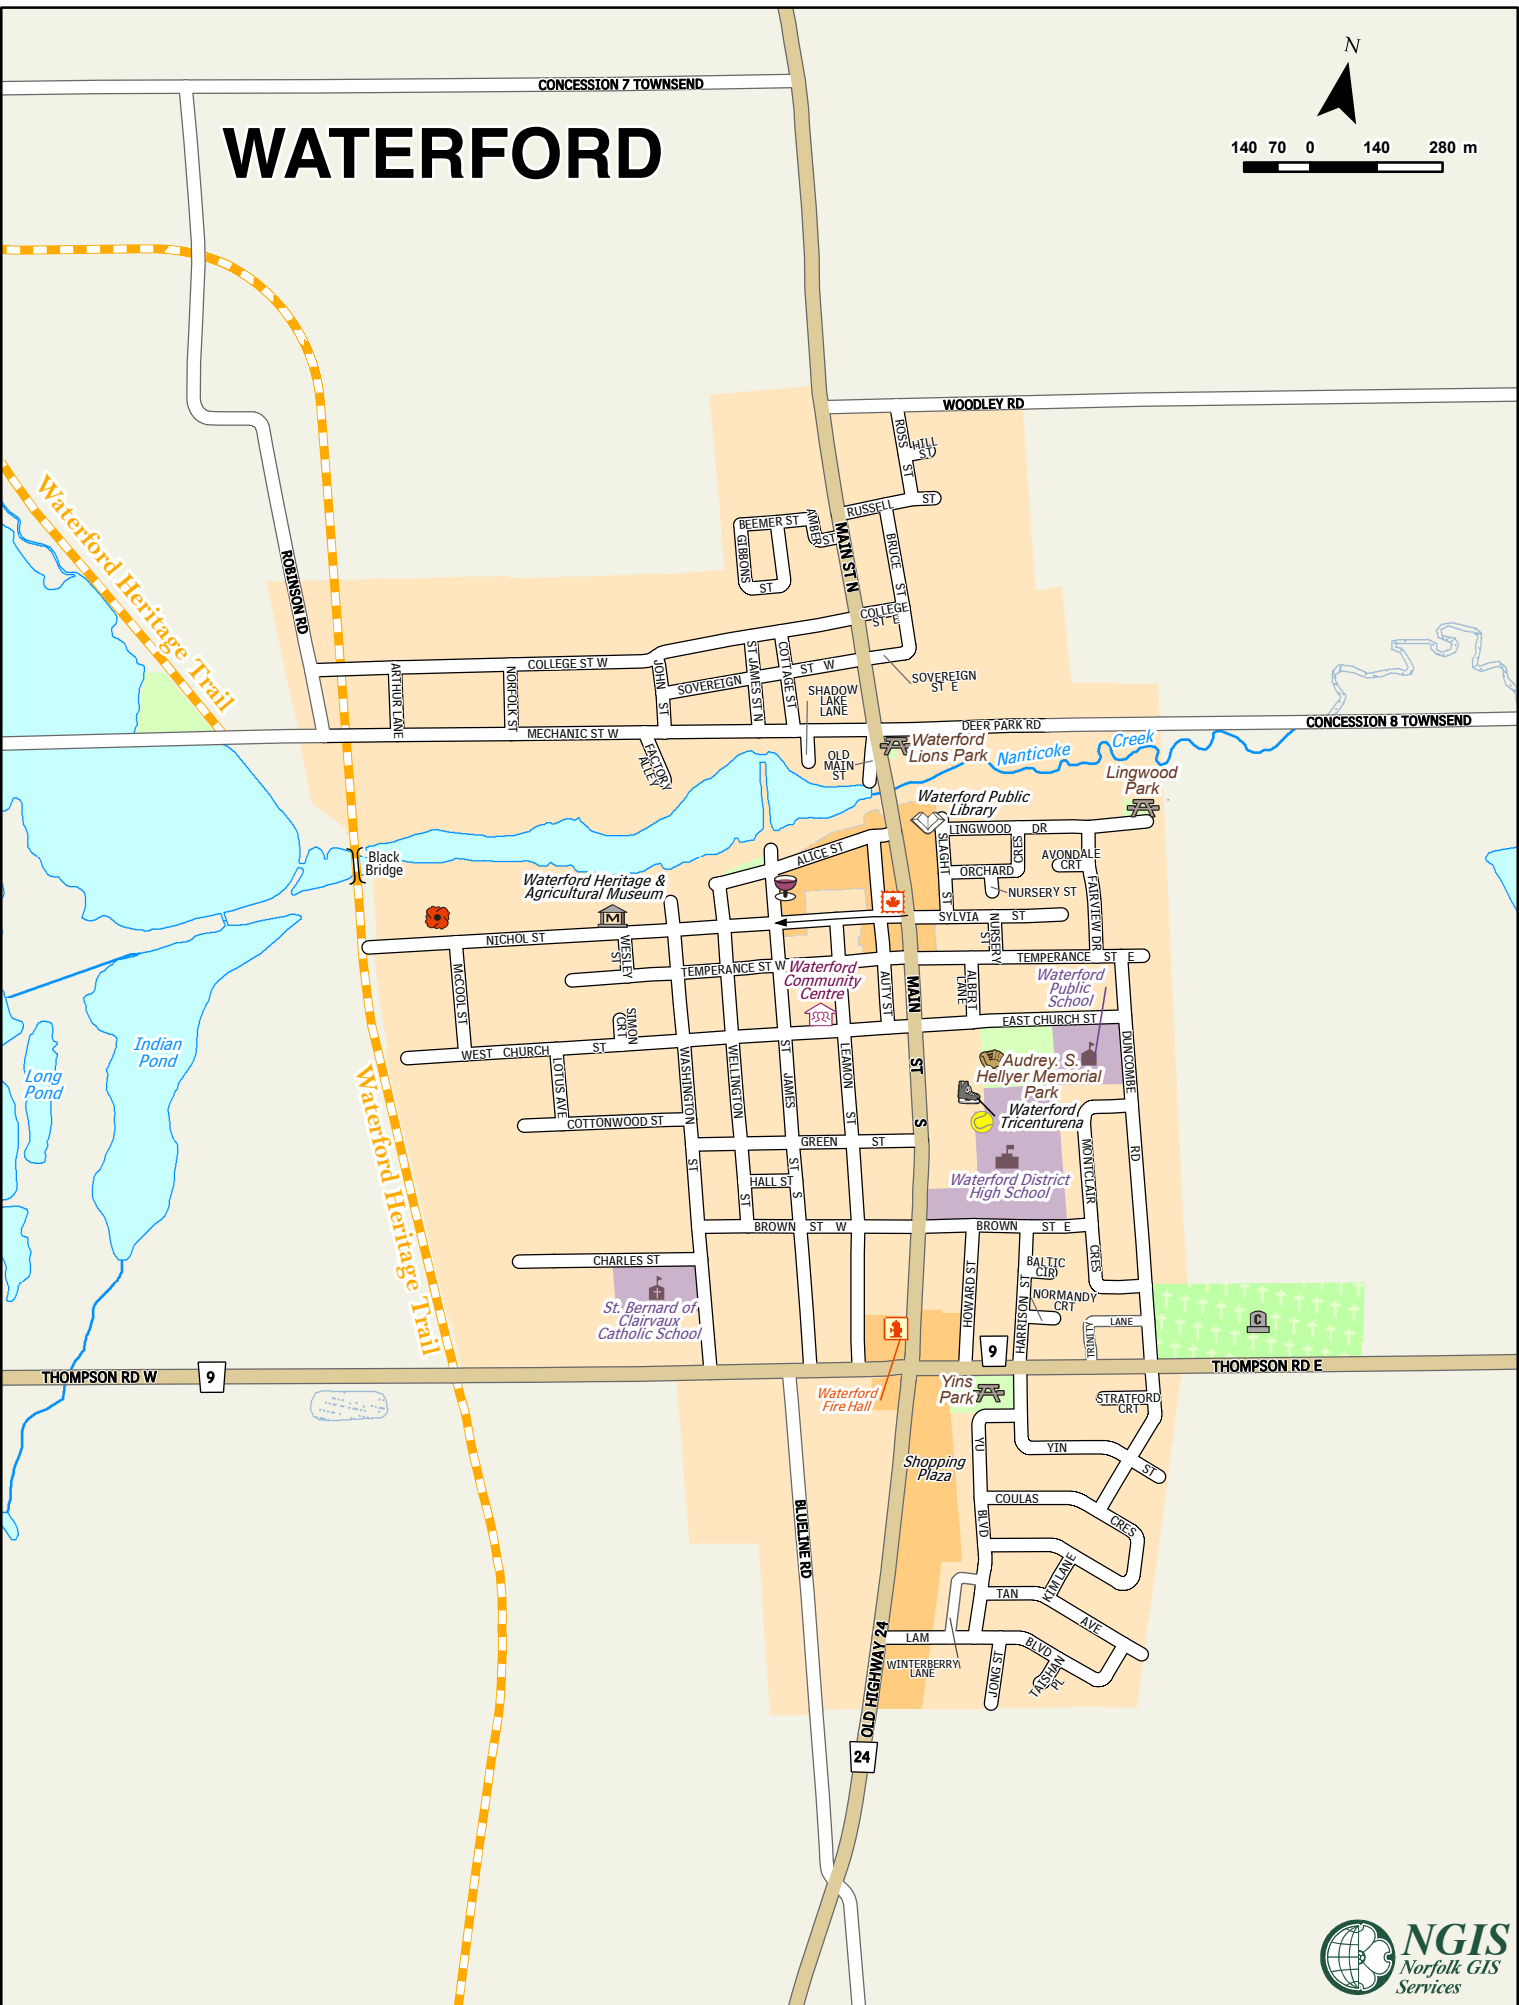 N
CONCESSION 7 TOWNSEND
WATERFORD
140 70 0 140 280 m
WOODLEY RD
ROSS ST
HILL
ST
RUSSELL ST
BEEMER ST
AMBER
ST
GIBBONS
ST
MAIN ST N
BRUCE ST
Waterford Heritage Trail
ROBINSON RD
COLLEGE
ST E
COLLEGE ST W
ARTHUR LANE
NORFOLK ST
JOHN ST
ST JAMES ST N
COTTAGE ST
SOVEREIGN ST W
SOVEREIGN
ST E
SHADOW
LAKE
LANE
DEER PARK RD
CONCESSION 8 TOWNSEND
MECHANIC ST W
FACTORY
ALLEY
OLD
MAIN
ST
Waterford
Lions Park
Nanticoke Creek
Lingwood
Park
Waterford Public
Library
LINGWOOD DR
SLAGHT ST
CRES
ORCHARD
AVONDALE
CRT
NURSERY ST
FAIRVIEW DR
ALICE ST
Black
Bridge
Waterford Heritage &
Agricultural Museum
M
SYLVIA ST
NURSERY
ST
NICHOL ST
WESLEY
ST
McCOOL ST
TEMPERANCE ST W
TEMPERANCE ST E
Waterford
Community
Centre
AUTY ST
MAIN ST S
ALBERT
LANE
Waterford
Public
School
EAST CHURCH ST
SIMON
CRT
WEST CHURCH ST
LOTUS AVE
WASHINGTON ST
WELLINGTON ST
ST JAMES ST S
LEAMON ST
DUNCOMBE RD
Indian
Pond
Long
Pond
Audrey. S.
Hellyer Memorial
Park
Waterford
Tricenturena
COTTONWOOD ST
GREEN ST
HALL ST
MONTCLAIR CRES
Waterford District
High School
Waterford Heritage Trail
BROWN ST W
BROWN ST E
CHARLES ST
St. Bernard of
Clairvaux
Catholic School
HOWARD ST
HARRISON ST
BALTIC
CIR
NORMANDY
CRT
TRINITY LANE
C
THOMPSON RD W
9
9
THOMPSON RD E
Waterford
Fire Hall
Yins
Park
STRATFORD
CRT
YU BLVD
YIN ST
Shopping
Plaza
COULAS CRES
BLUELINE RD
KIM LANE
TAN AVE
LAM BLVD
WINTERBERRY
LANE
JONG ST
TAISHAN
PL
OLD HIGHWAY 24
24
NGIS
Norfolk GIS
Services